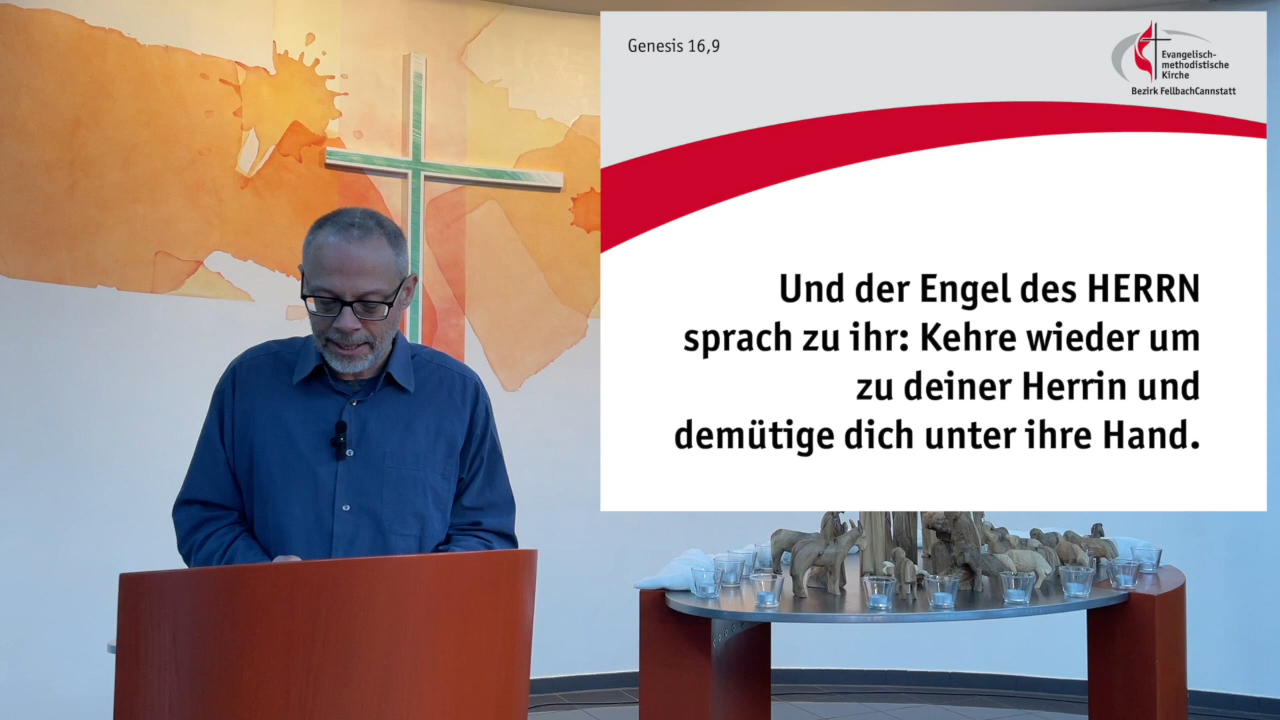 Genesis 16,9
Evangelisch-
methodistische
Kirche
Bezirk FellbachCannstatt
Und der Engel des HERRN
sprach zu ihr: Kehre wieder um
zu deiner Herrin und
demütige dich unter ihre Hand.